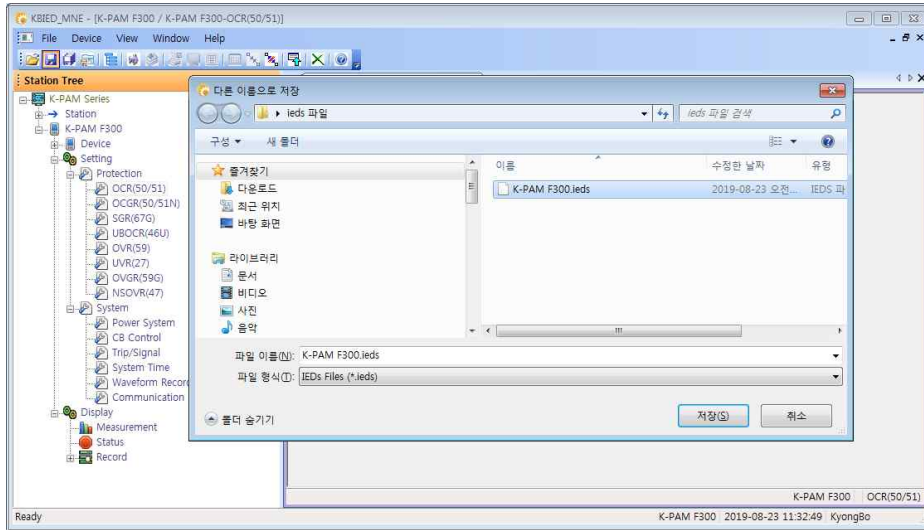 KBIED_MNE - [K-PAM F300 / K-PAM F300-OCR(50/51)]
File Device View Window Help
Station Tree
K-PAM Series
Station
K-PAM F300
Device
Setting
Protection
OCR(50/51)
OCGR(50/51N)
SGR(67G)
UBOCR(46U)
OVR(59)
UVR(27)
OVGR(59G)
NSOVR(47)
System
Power System
CB Control
Trip/Signal
System Time
Waveform Recor
Communication
Display
Measurement
Status
Record
다른 이름으로 저장
ieds 파일
ieds 파일 검색
구성 새 폴더
즐겨찾기
다운로드
최근 위치
바탕 화면
라이브러리
문서
비디오
사진
음악
이름 수정한 날짜 유형
K-PAM F300.ieds 2019-08-23 오전... IEDS 파
파일 이름(N): K-PAM F300.ieds
파일 형식(T): IEDs Files (*.ieds)
폴더 숨기기 저장(S) 취소
K-PAM F300 OCR(50/51)
Ready K-PAM F300 2019-08-23 11:32:49 KyongBo